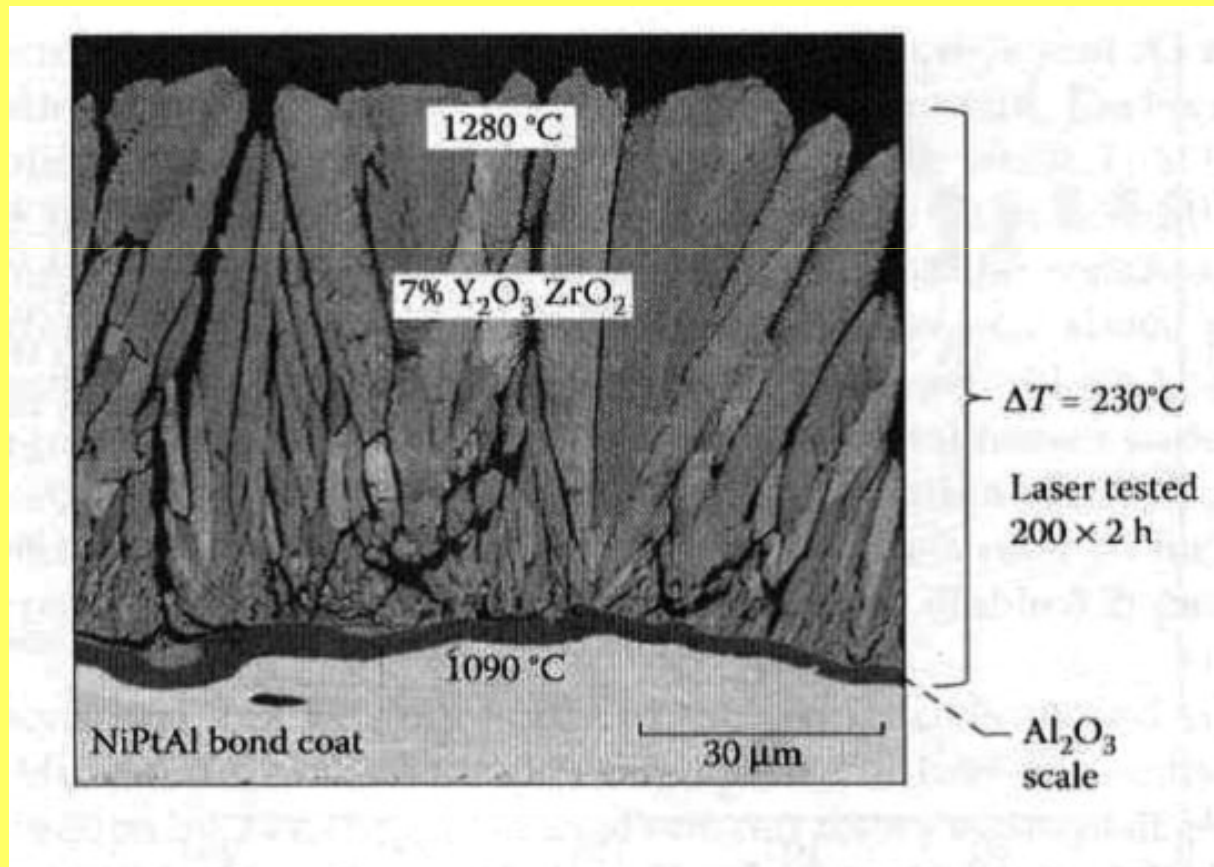 1280 °C
7% Y₂O₃ ZrO₂
ΔT = 230°C
Laser tested
200 × 2 h
1090 °C
NiPtAl bond coat
30 μm
Al₂O₃
scale